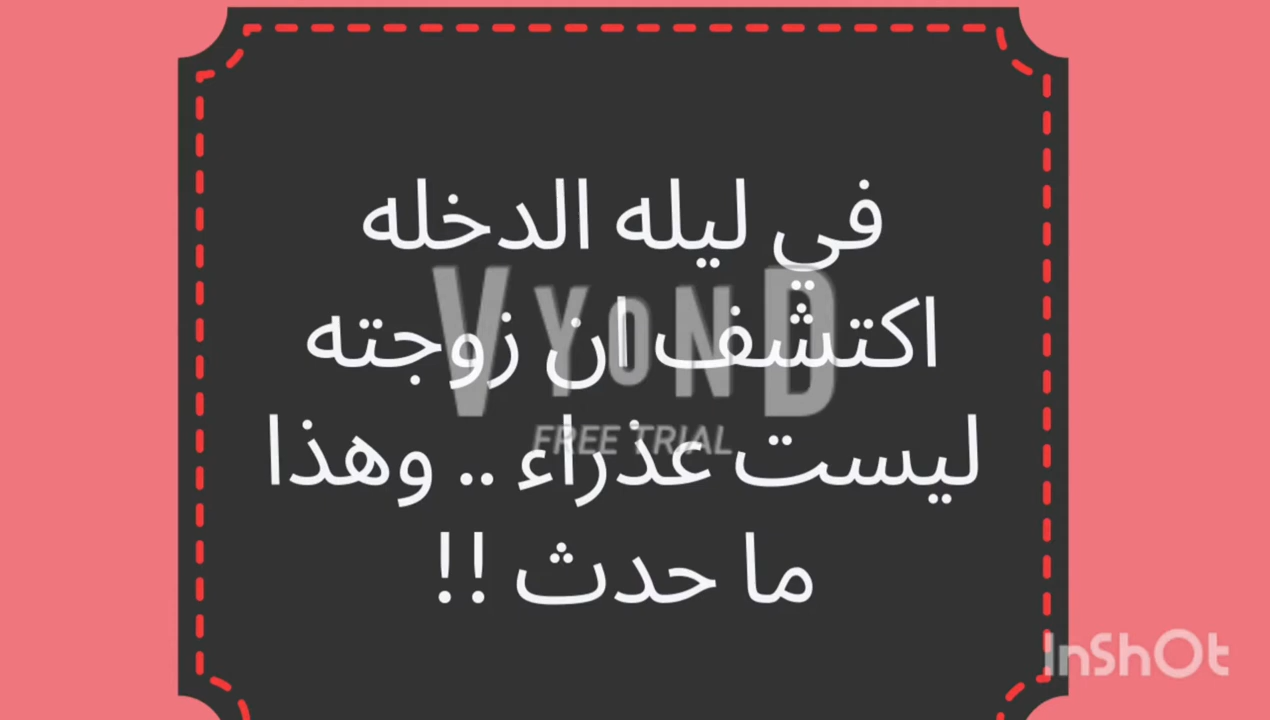 في ليله الدخله
اكتشف ان زوجته
ليست عذراء .. وهذا
ما حدث !!
VYOND
FREE TRIAL
InShOt